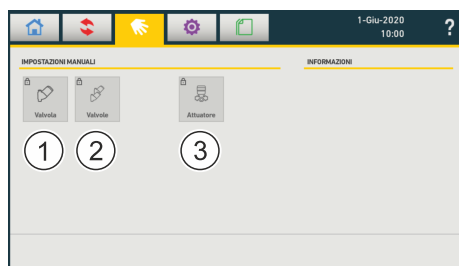 1-Giu-2020
10:00
?
IMPOSTAZIONI MANUALI
INFORMAZIONI
Valvola
Valvole
Attuatore
1
2
3